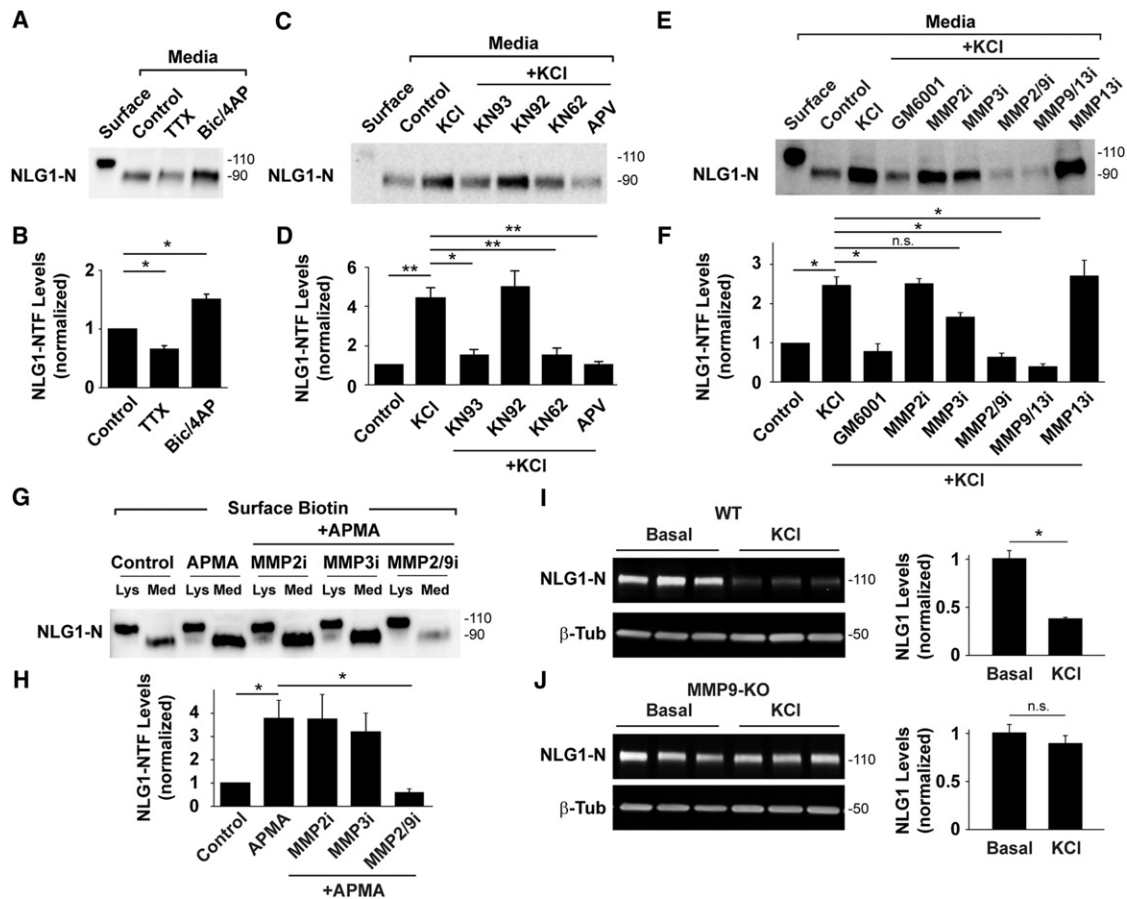 A
Media
Surface
Control
TTX
Bic/4AP
NLG1-N
-110
-90
B
NLG1-NTF Levels
(normalized)
2
1
0
*
*
Control
TTX
Bic/4AP
C
Media
+KCl
Surface
Control
KCl
KN93
KN92
KN62
APV
NLG1-N
-110
-90
D
NLG1-NTF Levels
(normalized)
6
4
2
0
**
**
**
*
Control
KCl
KN93
KN92
KN62
APV
+KCl
E
Media
+KCl
Surface
Control
KCl
GM6001
MMP2i
MMP3i
MMP2/9i
MMP9/13i
MMP13i
NLG1-N
-110
-90
F
NLG1-NTF Levels
(normalized)
3
2
1
0
*
*
n.s.
*
*
Control
KCl
GM6001
MMP2i
MMP3i
MMP2/9i
MMP9/13i
MMP13i
+KCl
G
Surface Biotin
+APMA
Control APMA MMP2i MMP3i MMP2/9i
Lys Med Lys Med Lys Med Lys Med Lys Med
NLG1-N
-110
-90
H
NLG1-NTF Levels
(normalized)
4
3
2
1
0
*
*
Control
APMA
MMP2i
MMP3i
MMP2/9i
+APMA
I
WT
Basal KCl
NLG1-N
-110
β-Tub
-50
NLG1 Levels
(normalized)
1
0.5
0
*
Basal KCl
J
MMP9-KO
Basal KCl
NLG1-N
-110
β-Tub
-50
NLG1 Levels
(normalized)
1
0.5
0
n.s.
Basal KCl